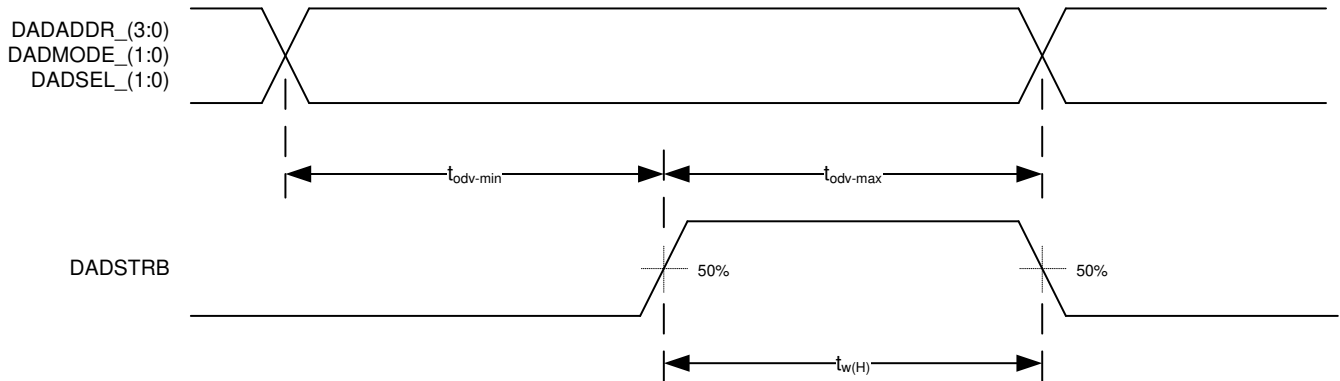 DADADDR_(3:0)
DADMODE_(1:0)
DADSEL_(1:0)
todv-min
todv-max
DADSTRB
50%
50%
tw(H)